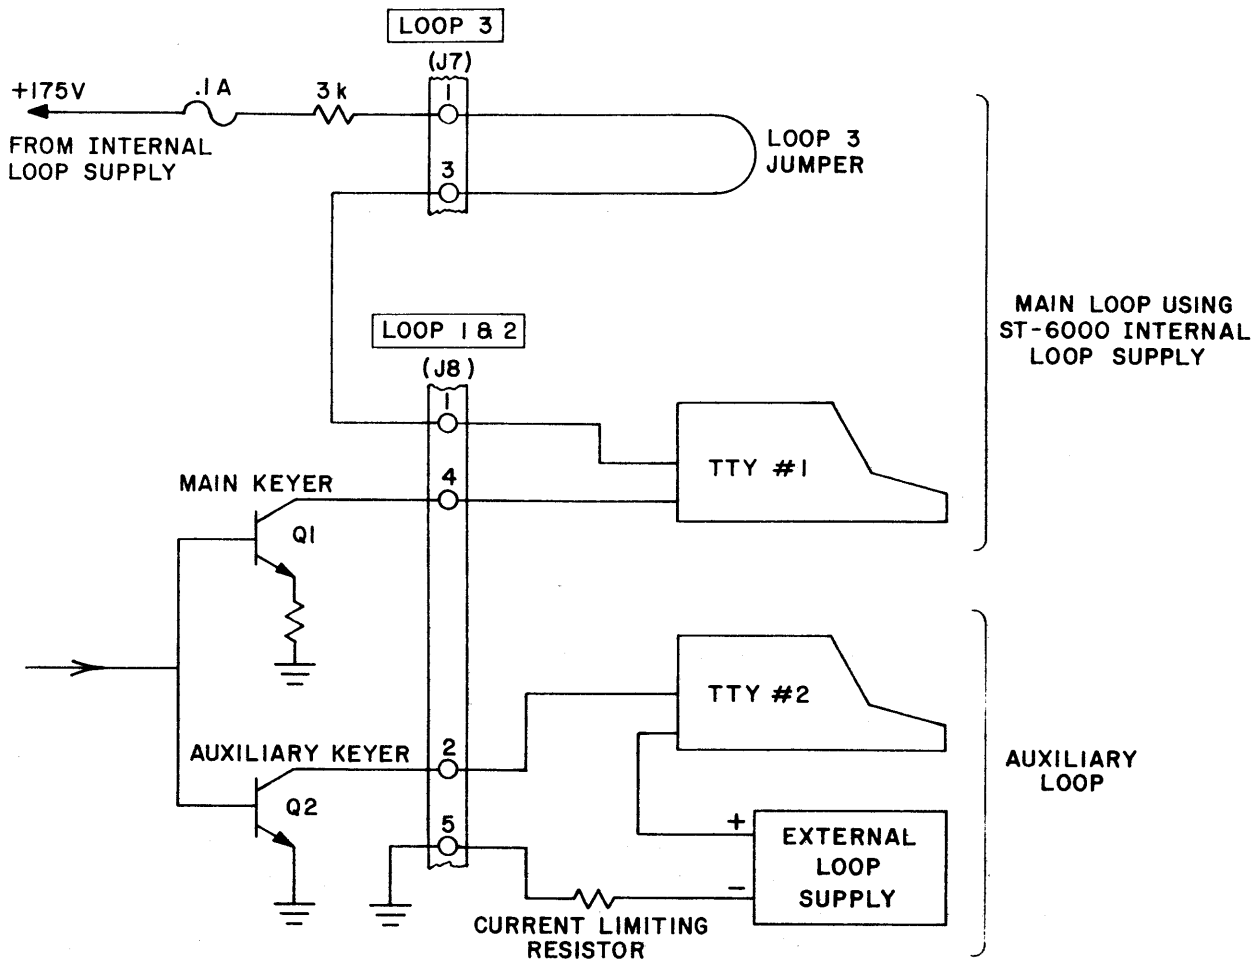 LOOP 3
(J7)
+175V
.1A
3k
1
FROM INTERNAL
LOOP SUPPLY
3
LOOP 3
JUMPER
MAIN LOOP USING
ST-6000 INTERNAL
LOOP SUPPLY
LOOP 1 & 2
(J8)
1
TTY #1
4
MAIN KEYER
Q1
TTY #2
2
AUXILIARY KEYER
Q2
AUXILIARY
LOOP
5
+
EXTERNAL
LOOP
SUPPLY
−
CURRENT LIMITING
RESISTOR